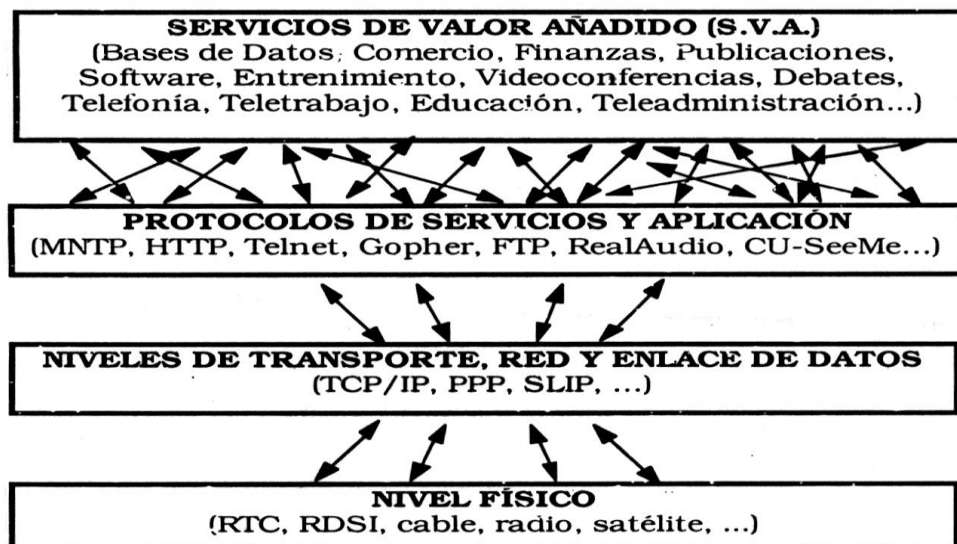 SERVICIOS DE VALOR AÑADIDO (S.V.A.)
(Bases de Datos, Comercio, Finanzas, Publicaciones,
Software, Entrenimiento, Videoconferencias, Debates,
Telefonía, Teletrabajo, Educación, Teleadministración...)
PROTOCOLOS DE SERVICIOS Y APLICACIÓN
(MNTP, HTTP, Telnet, Gopher, FTP, RealAudio, CU-SeeMe...)
NIVELES DE TRANSPORTE, RED Y ENLACE DE DATOS
(TCP/IP, PPP, SLIP, ...)
NIVEL FÍSICO
(RTC, RDSI, cable, radio, satélite, ...)